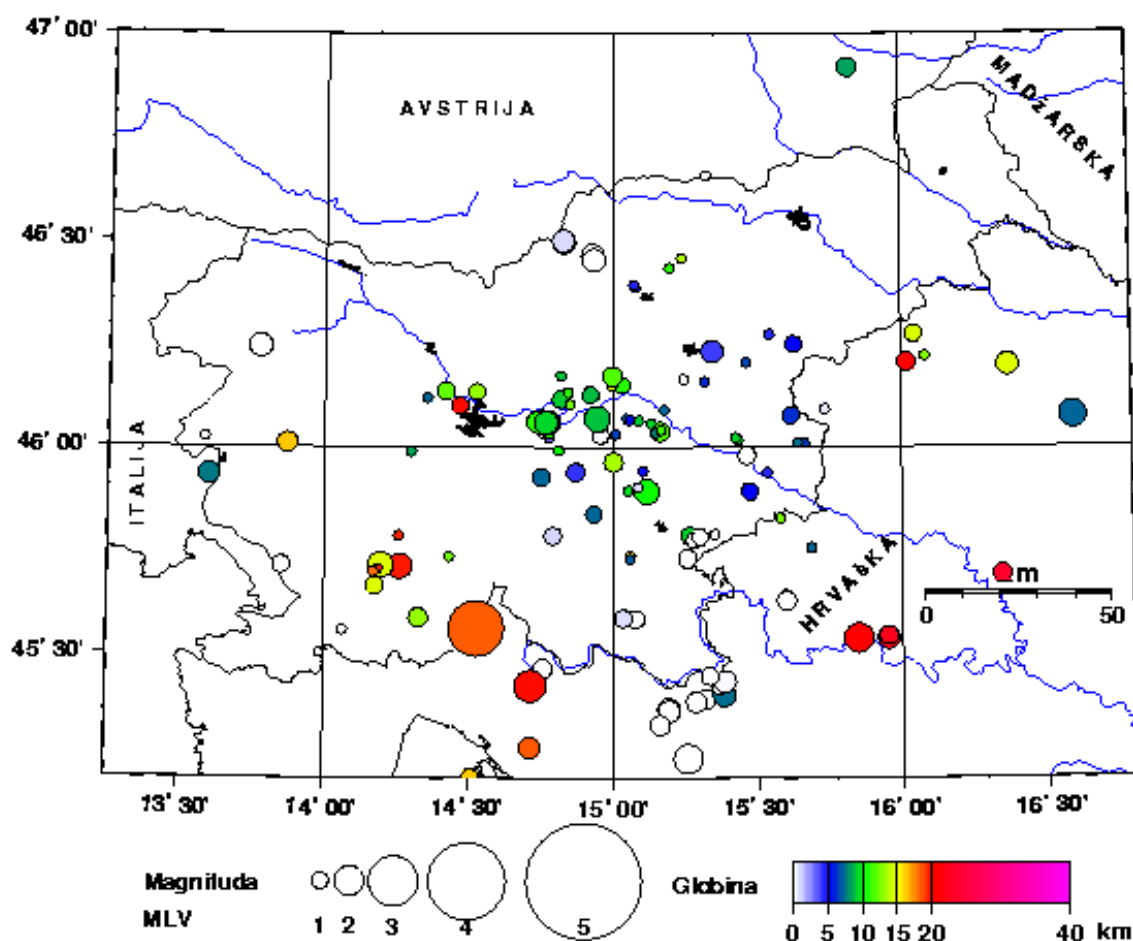 47° 00'
AVSTRIJA
MADŽARSKA
46° 30'
46° 00'
ITALIJA
HRVAŠKA
m
0 50
45° 30'
13° 30' 14° 00' 14° 30' 15° 00' 15° 30' 16° 00' 16° 30'
Magnituda
MLV
1 2 3 4 5
Globina
0 5 10 15 20 40 km